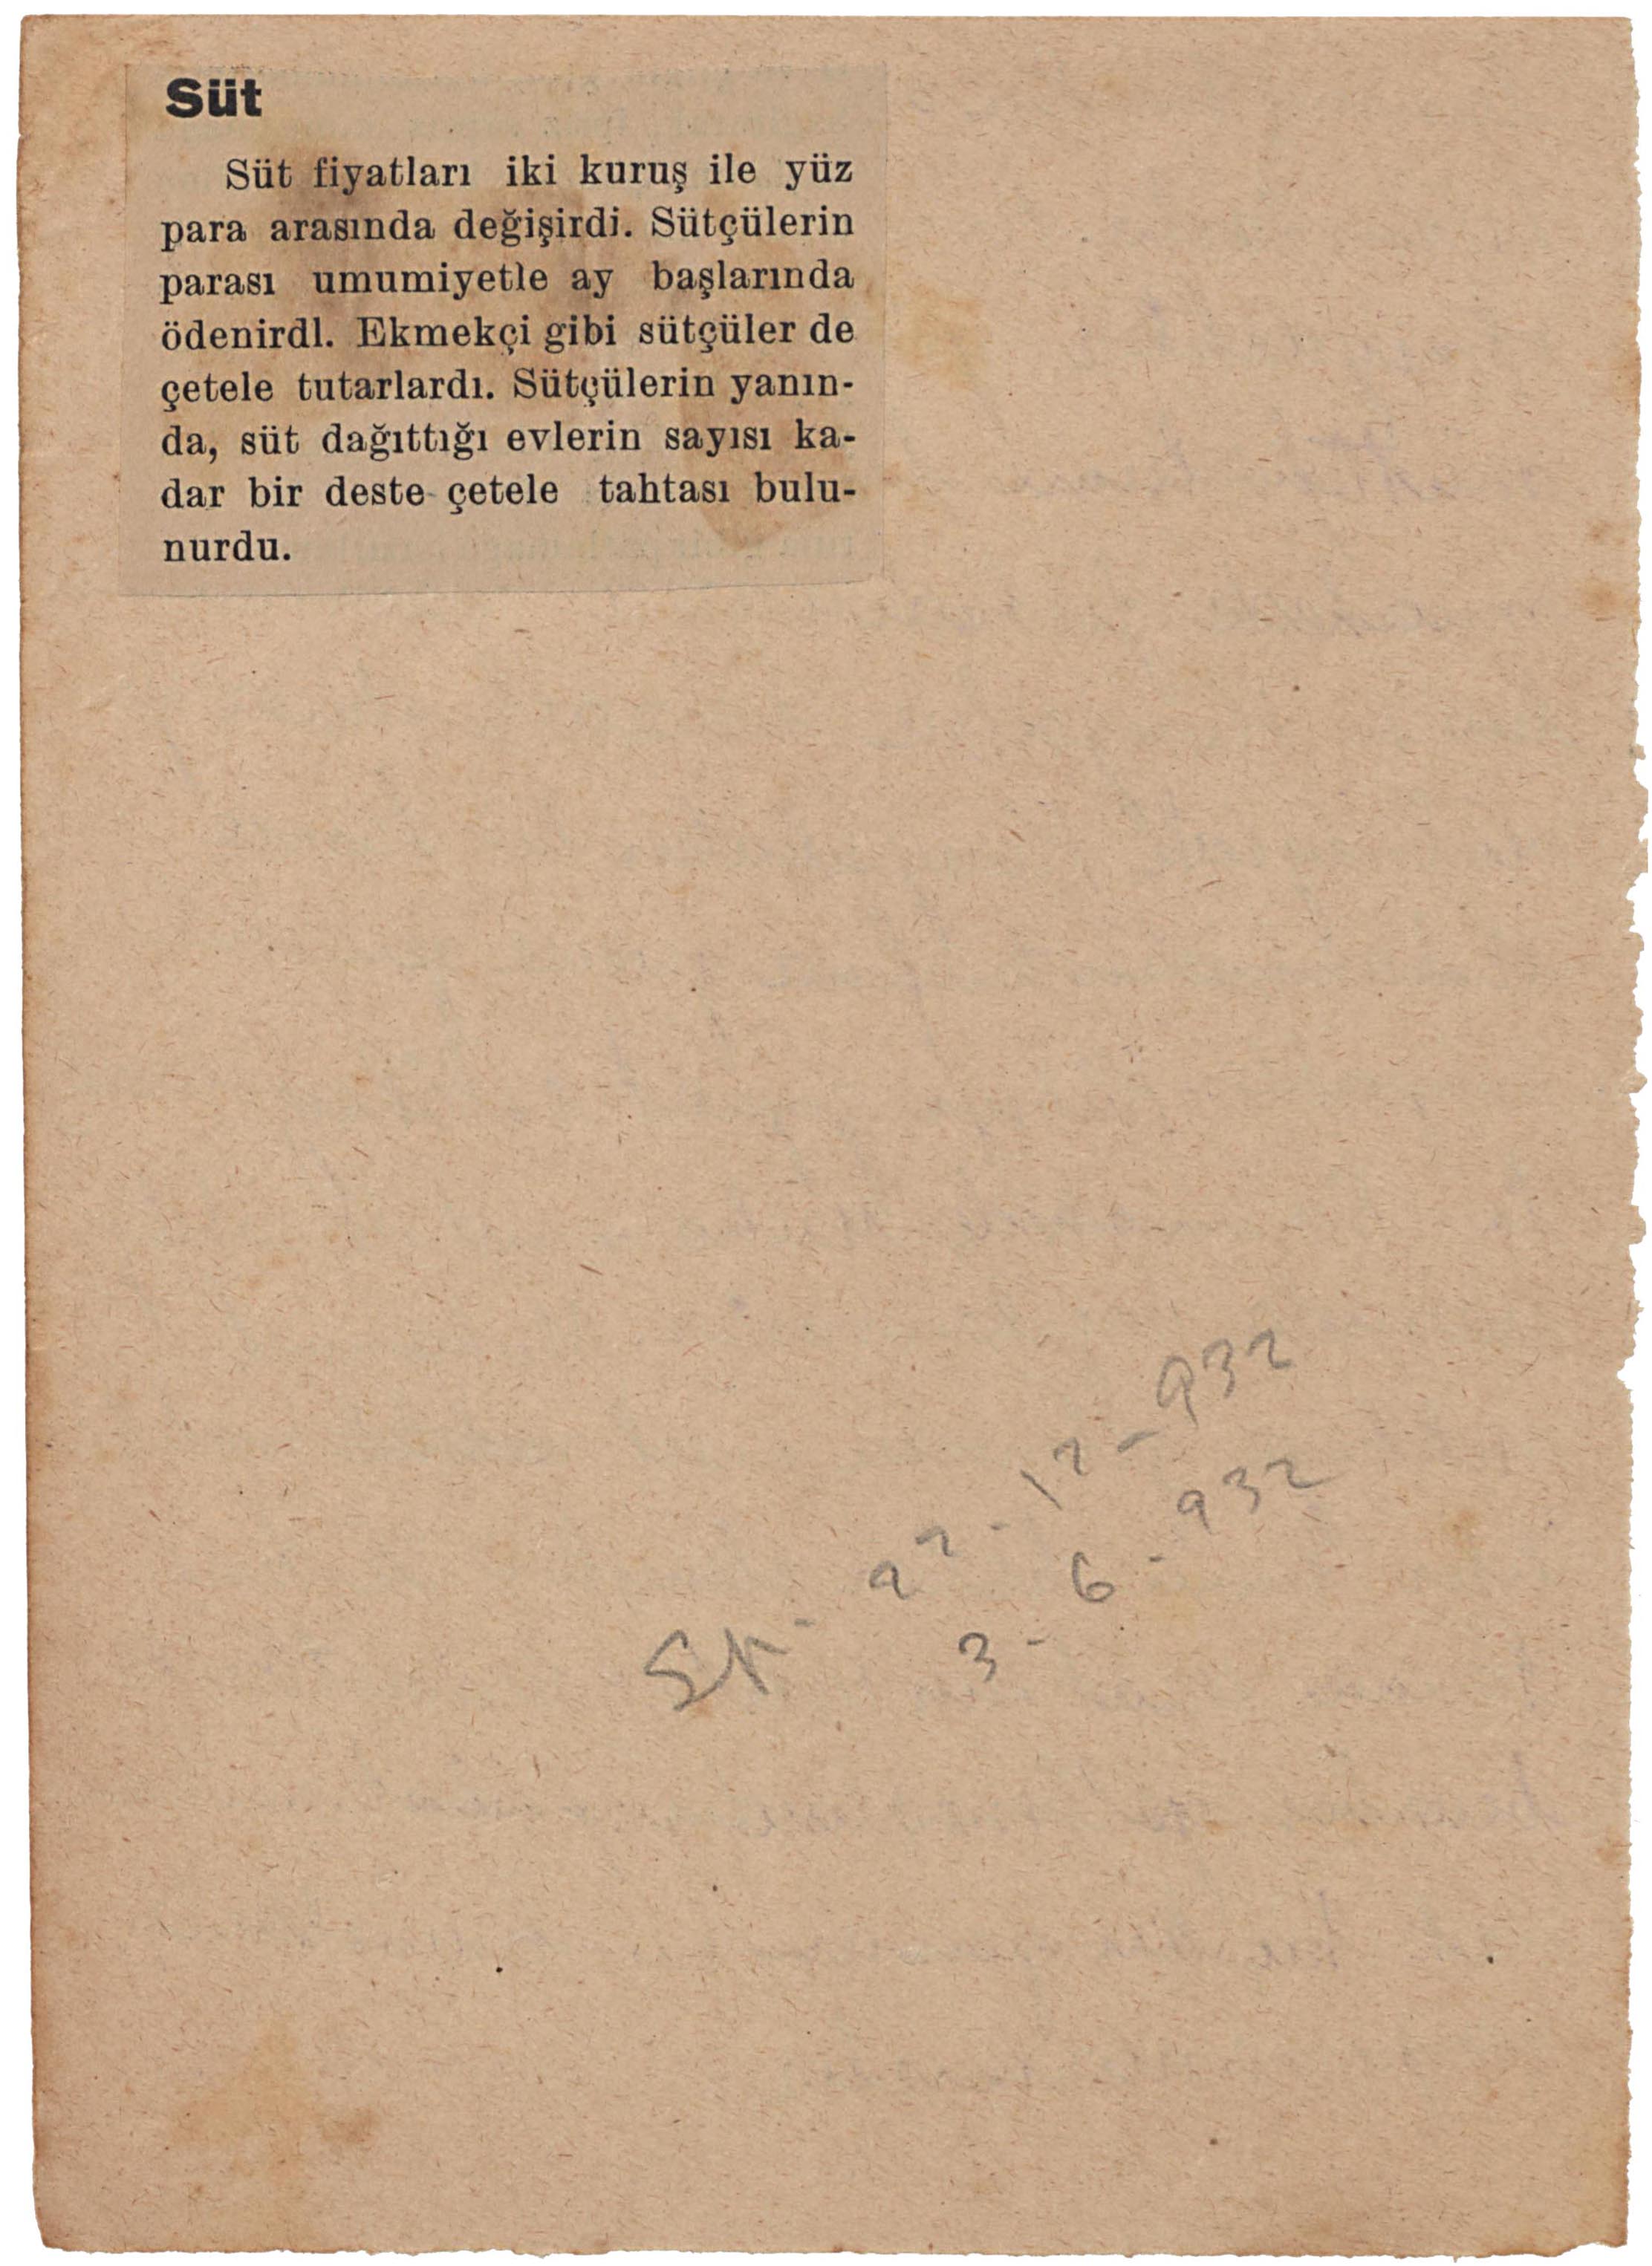 Süt
Süt fiyatları iki kuruş ile yüz
para arasında değişirdi. Sütçülerin
parası umumiyetle ay başlarında
ödenirdl. Ekmekçi gibi sütçüler de
çetele tutarlardı. Sütçülerin yanın-
da, süt dağıttığı evlerin sayısı ka-
dar bir deste çetele tahtası bulu-
nurdu.
12-932
3-6-932